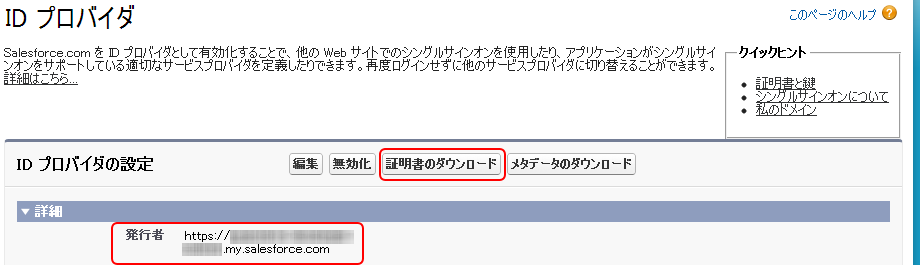 ID プロバイダ
このページのヘルプ
Salesforce.com を ID プロバイダとして有効化することで、他の Web サイトでのシングルサインオンを使用したり、アプリケーションがシングルサイ
ンオンをサポートしている適切なサービスプロバイダを定義したりできます。再度ログインせずに他のサービスプロバイダに切り替えることができます。
詳細はこちら...
クイックヒント
証明書と鍵
シングルサインオンについて
私のドメイン
ID プロバイダの設定
編集 無効化 証明書のダウンロード メタデータのダウンロード
詳細
発行者 https://
.my.salesforce.com